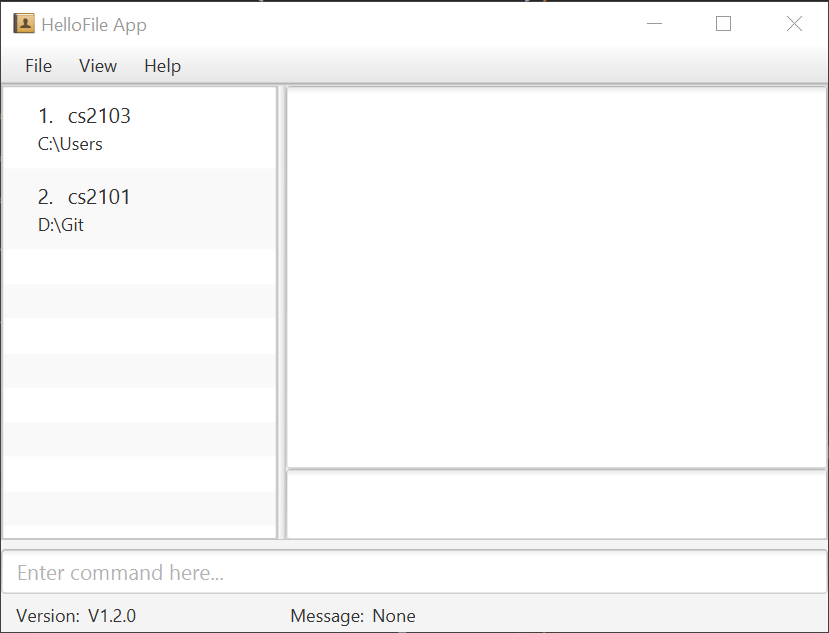 HelloFile App
File View Help
1. cs2103
C:\Users
2. cs2101
D:\Git
Enter command here...
Version: V1.2.0 Message: None